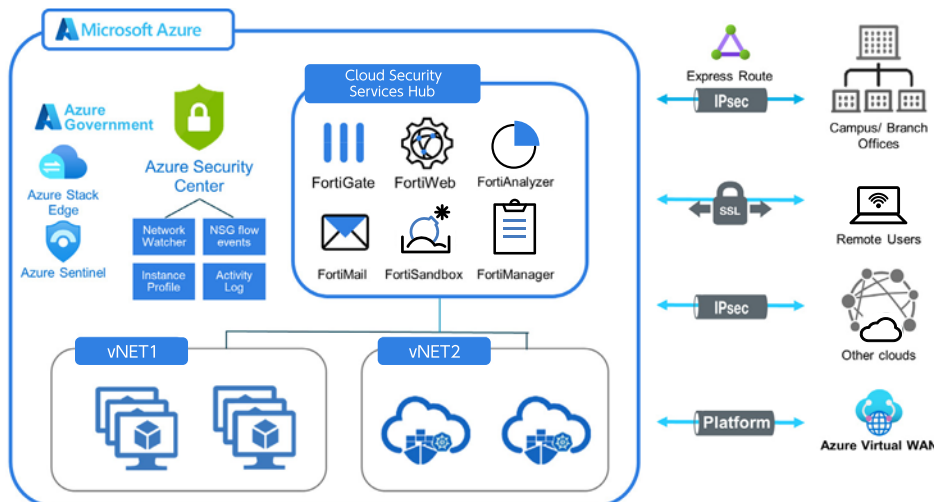 Microsoft Azure
Azure
Government
Azure Stack
Edge
Azure Sentinel
Azure Security
Center
Network
Watcher
NSG flow
events
Instance
Profile
Activity
Log
Cloud Security
Services Hub
FortiGate
FortiWeb
FortiAnalyzer
FortiMail
FortiSandbox
FortiManager
vNET1
vNET2
Express Route
IPsec
Campus/ Branch
Offices
SSL
Remote Users
IPsec
Other clouds
Platform
Azure Virtual WAN